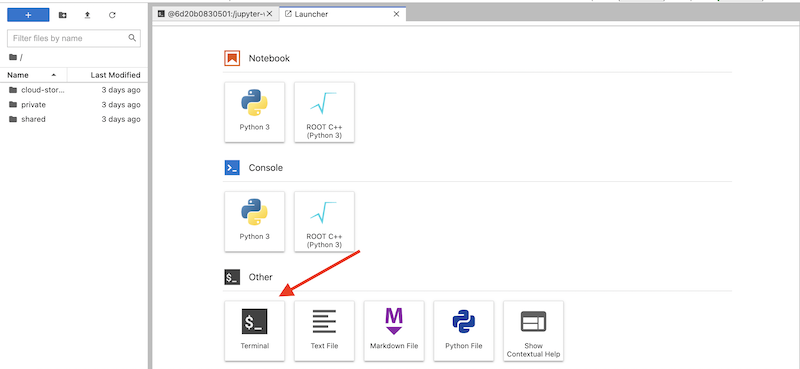 +
Filter files by name
/
Name Last Modified
cloud-stor... 3 days ago
private 3 days ago
shared 3 days ago
@6d20b0830501:/jupyter-
Launcher
Notebook
Python 3
ROOT C++
(Python 3)
>_ Console
Python 3
ROOT C++
(Python 3)
$_ Other
$_
Terminal
Text File
M
Markdown File
Python File
Show
Contextual Help